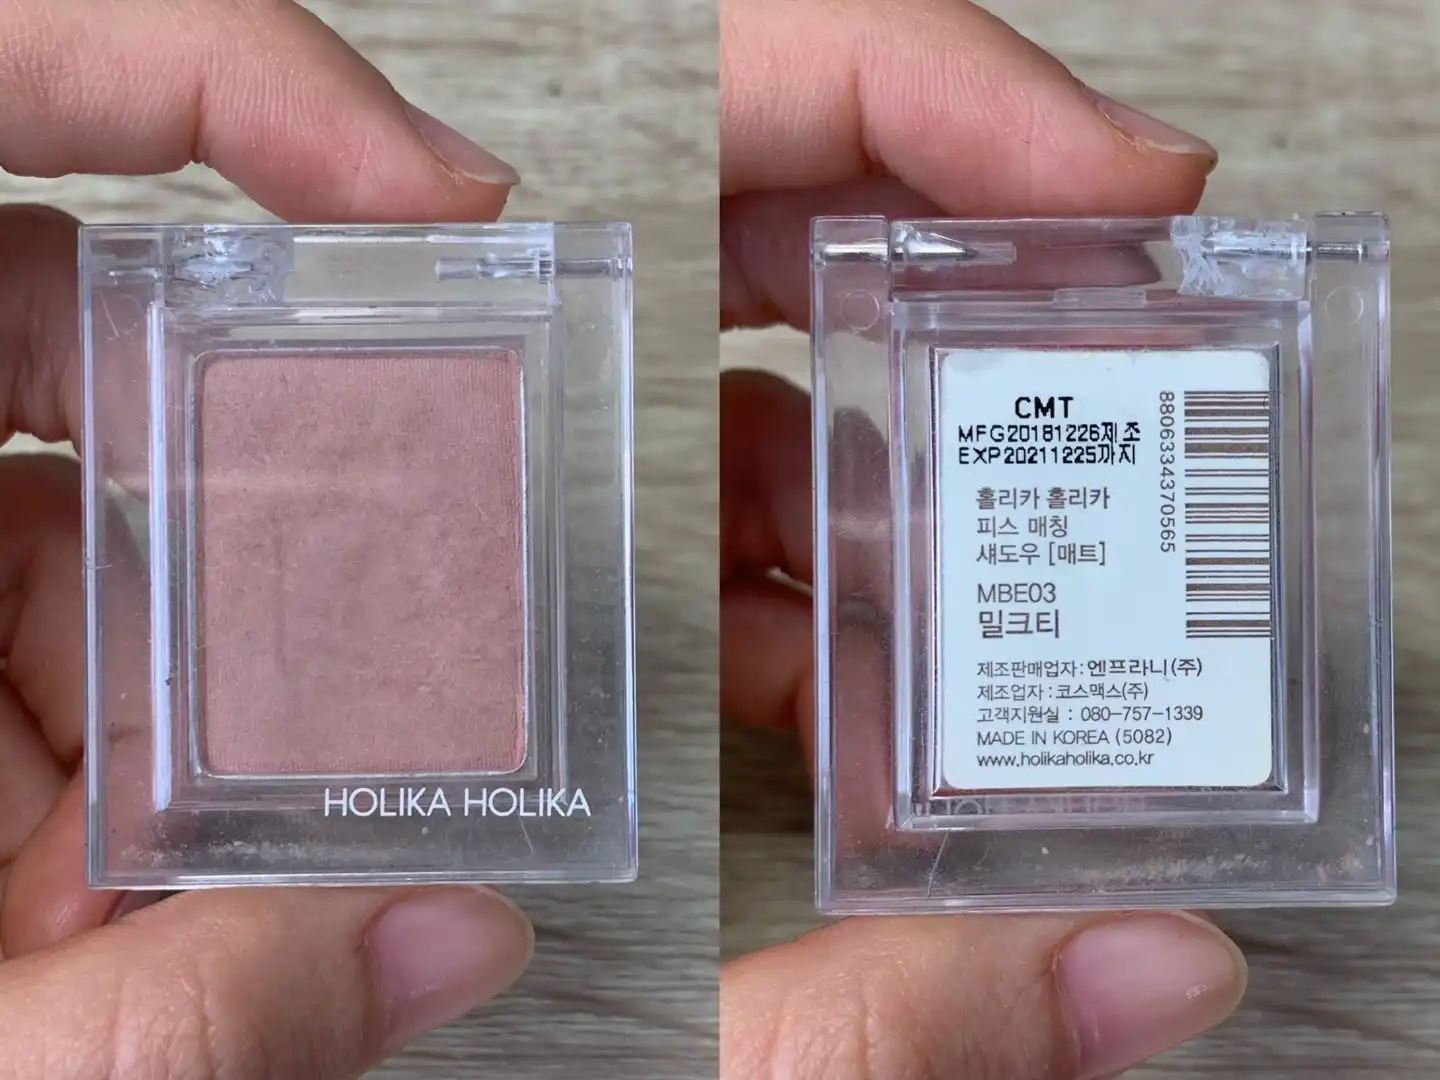 HOLIKA HOLIKA
CMT
MFG20181226제조
EXP20211225까지
홀리카 홀리카
피스 매칭
섀도우 [매트]
MBE03
밀크티
제조판매업자 : 엔프라니(주)
제조업자 : 코스맥스(주)
고객지원실 : 080-757-1339
MADE IN KOREA (5082)
www.holikaholika.co.kr
8806334370565